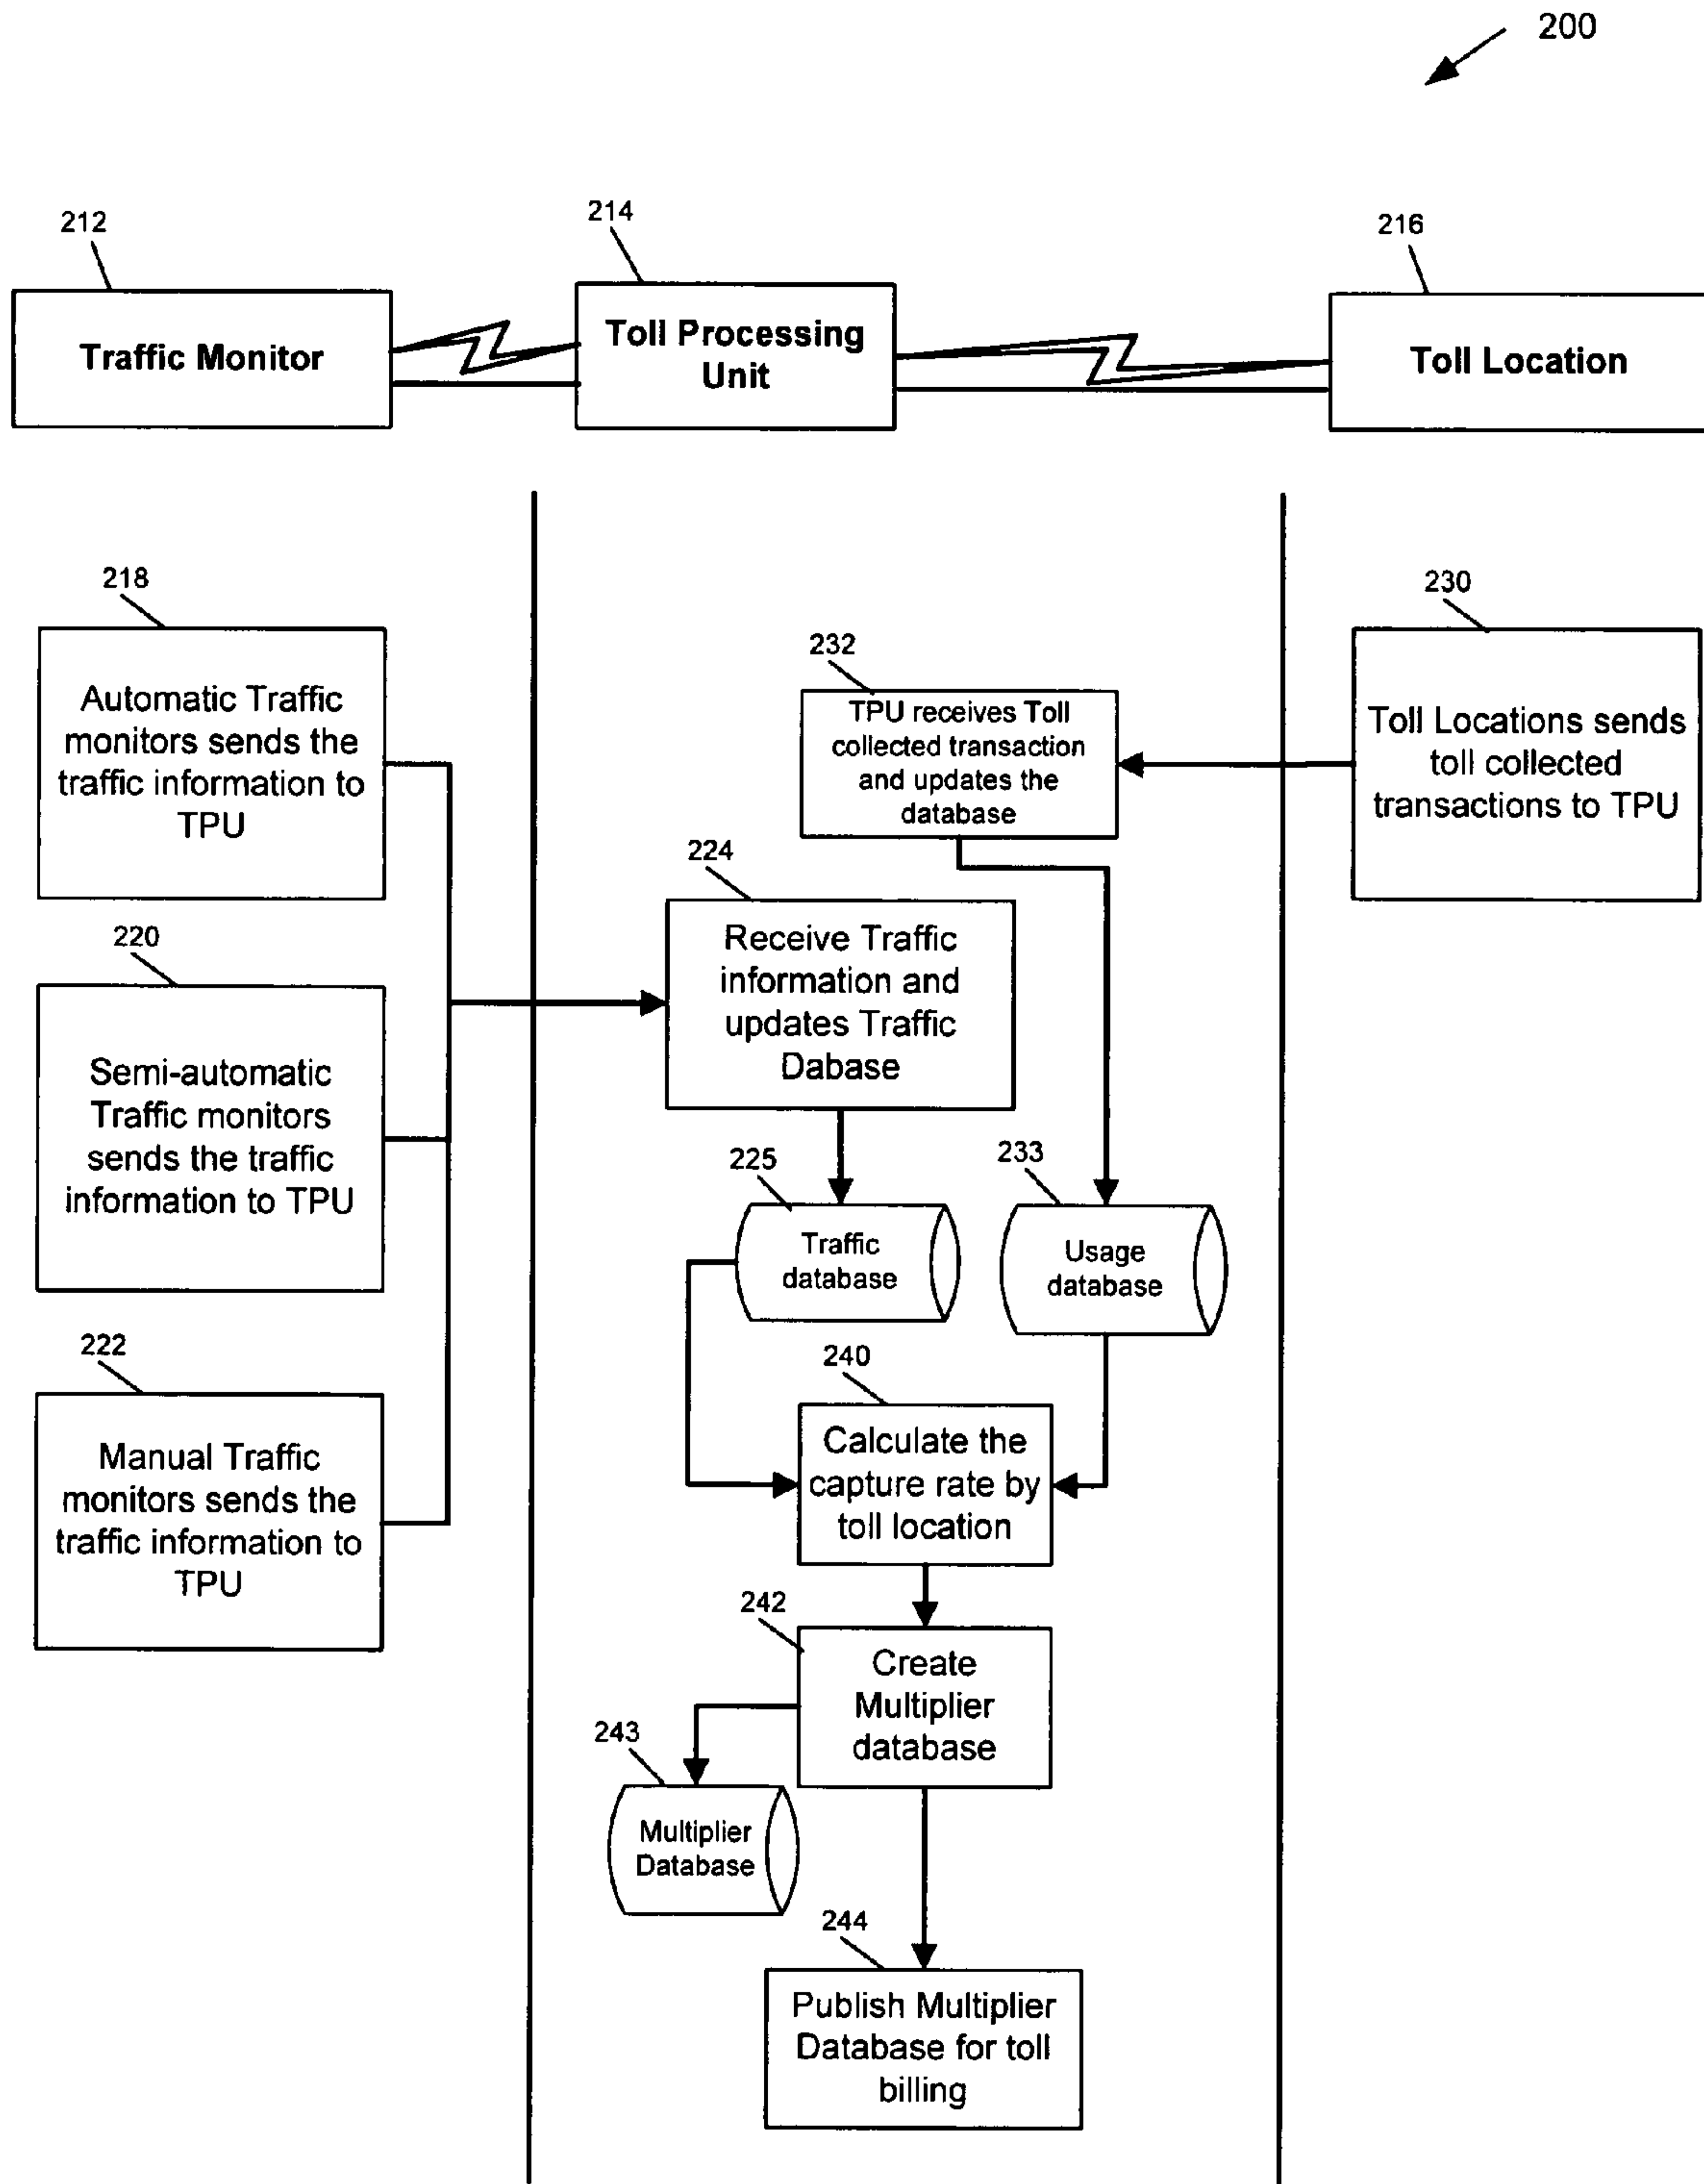 200
212
214
216
Traffic Monitor
Toll Processing
Unit
Toll Location
218
Automatic Traffic
monitors sends the
traffic information to
TPU
220
Semi-automatic
Traffic monitors
sends the traffic
information to TPU
222
Manual Traffic
monitors sends the
traffic information to
TPU
232
TPU receives Toll
collected transaction
and updates the
database
224
Receive Traffic
information and
updates Traffic
Dabase
225
Traffic
database
233
Usage
database
240
Calculate the
capture rate by
toll location
242
Create
Multiplier
database
243
Multiplier
Database
244
Publish Multiplier
Database for toll
billing
230
Toll Locations sends
toll collected
transactions to TPU